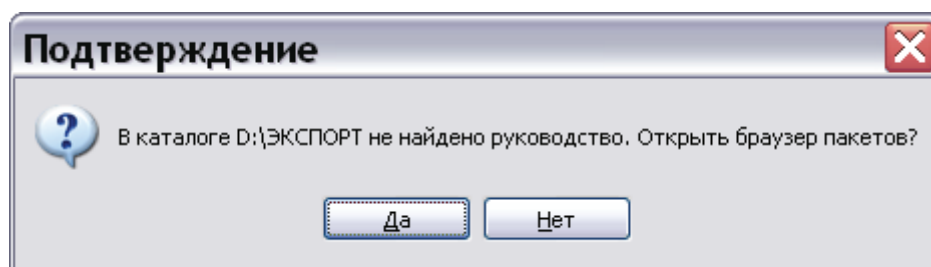 Подтверждение
В каталоге D:\ЭКСПОРТ не найдено руководство. Открыть браузер пакетов?
Да
Нет